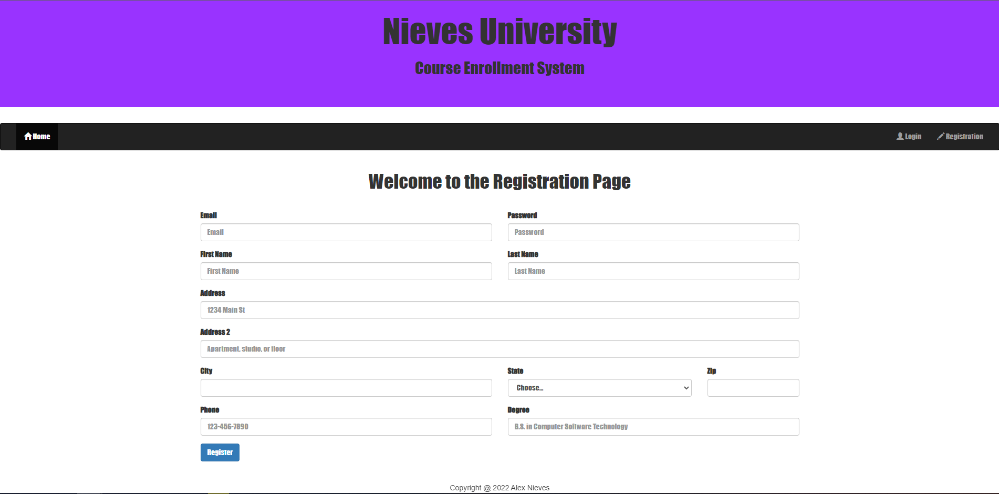 Nieves University
Course Enrollment System
Home Login Registration
Welcome to the Registration Page
Email Password
Email Password
First Name Last Name
First Name Last Name
Address
1234 Main St
Address 2
Apartment, studio, or floor
City State Zip
Choose...
Phone Degree
123-456-7890 B.S. in Computer Software Technology
Register
Copyright @ 2022 Alex Nieves